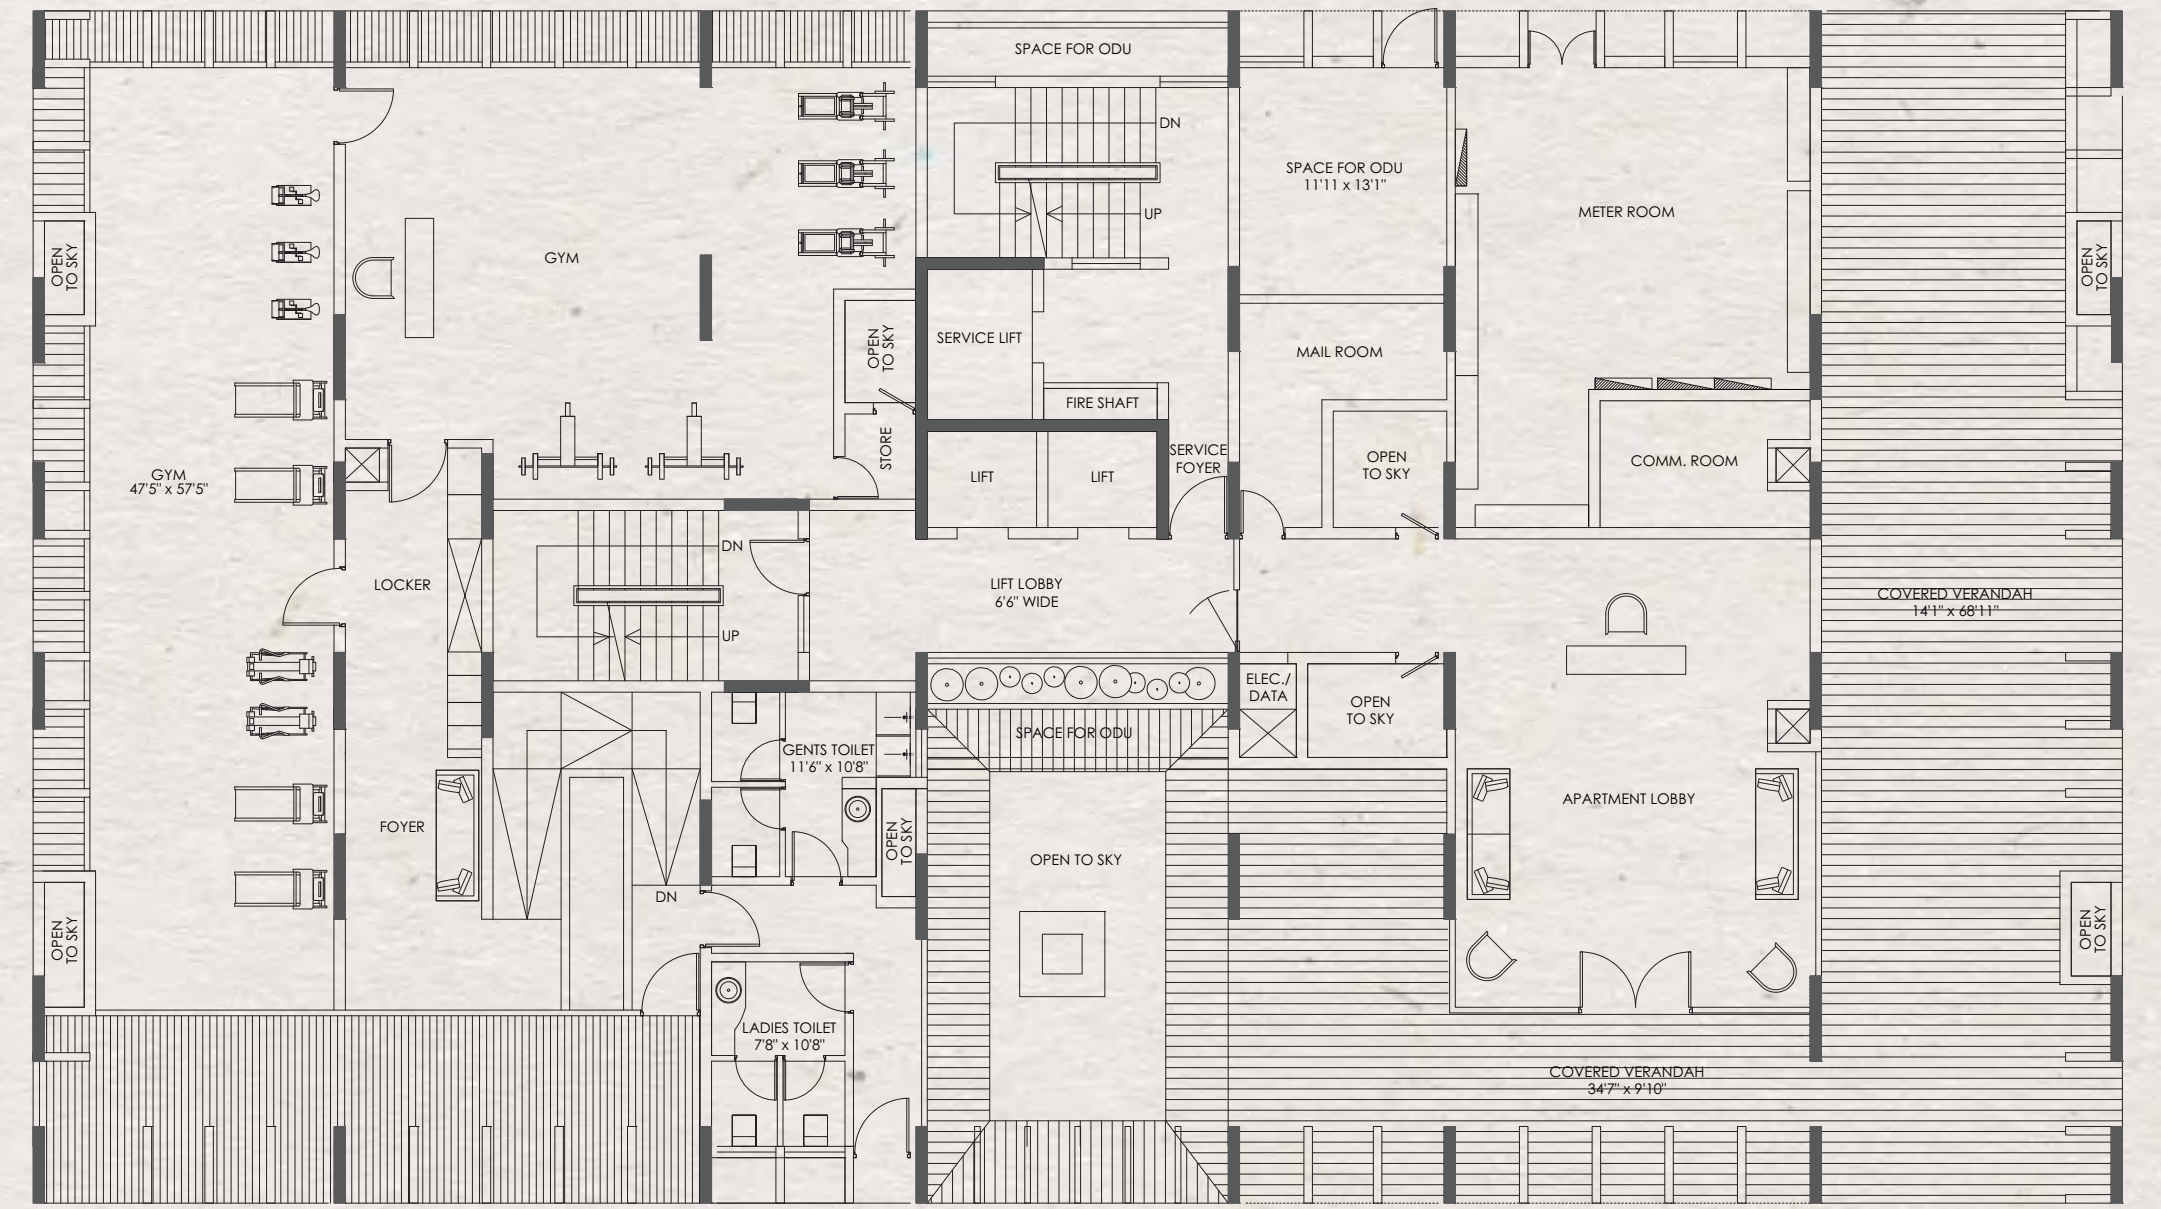 SPACE FOR ODU
DN
SPACE FOR ODU
11'11 x 13'1"
METER ROOM
UP
OPEN
TO SKY
GYM
OPEN
TO SKY
OPEN
TO SKY
SERVICE LIFT
MAIL ROOM
FIRE SHAFT
STORE
SERVICE
FOYER
GYM
47'5" x 57'5"
LIFT
LIFT
OPEN
TO SKY
COMM. ROOM
DN
LOCKER
LIFT LOBBY
6'6" WIDE
COVERED VERANDAH
14'1" x 68'11"
UP
ELEC./
DATA
OPEN
TO SKY
SPACE FOR ODU
GENTS TOILET
11'6" x 10'8"
APARTMENT LOBBY
FOYER
OPEN
TO SKY
OPEN TO SKY
DN
OPEN
TO SKY
OPEN
TO SKY
LADIES TOILET
7'8" x 10'8"
COVERED VERANDAH
34'7" x 9'10"